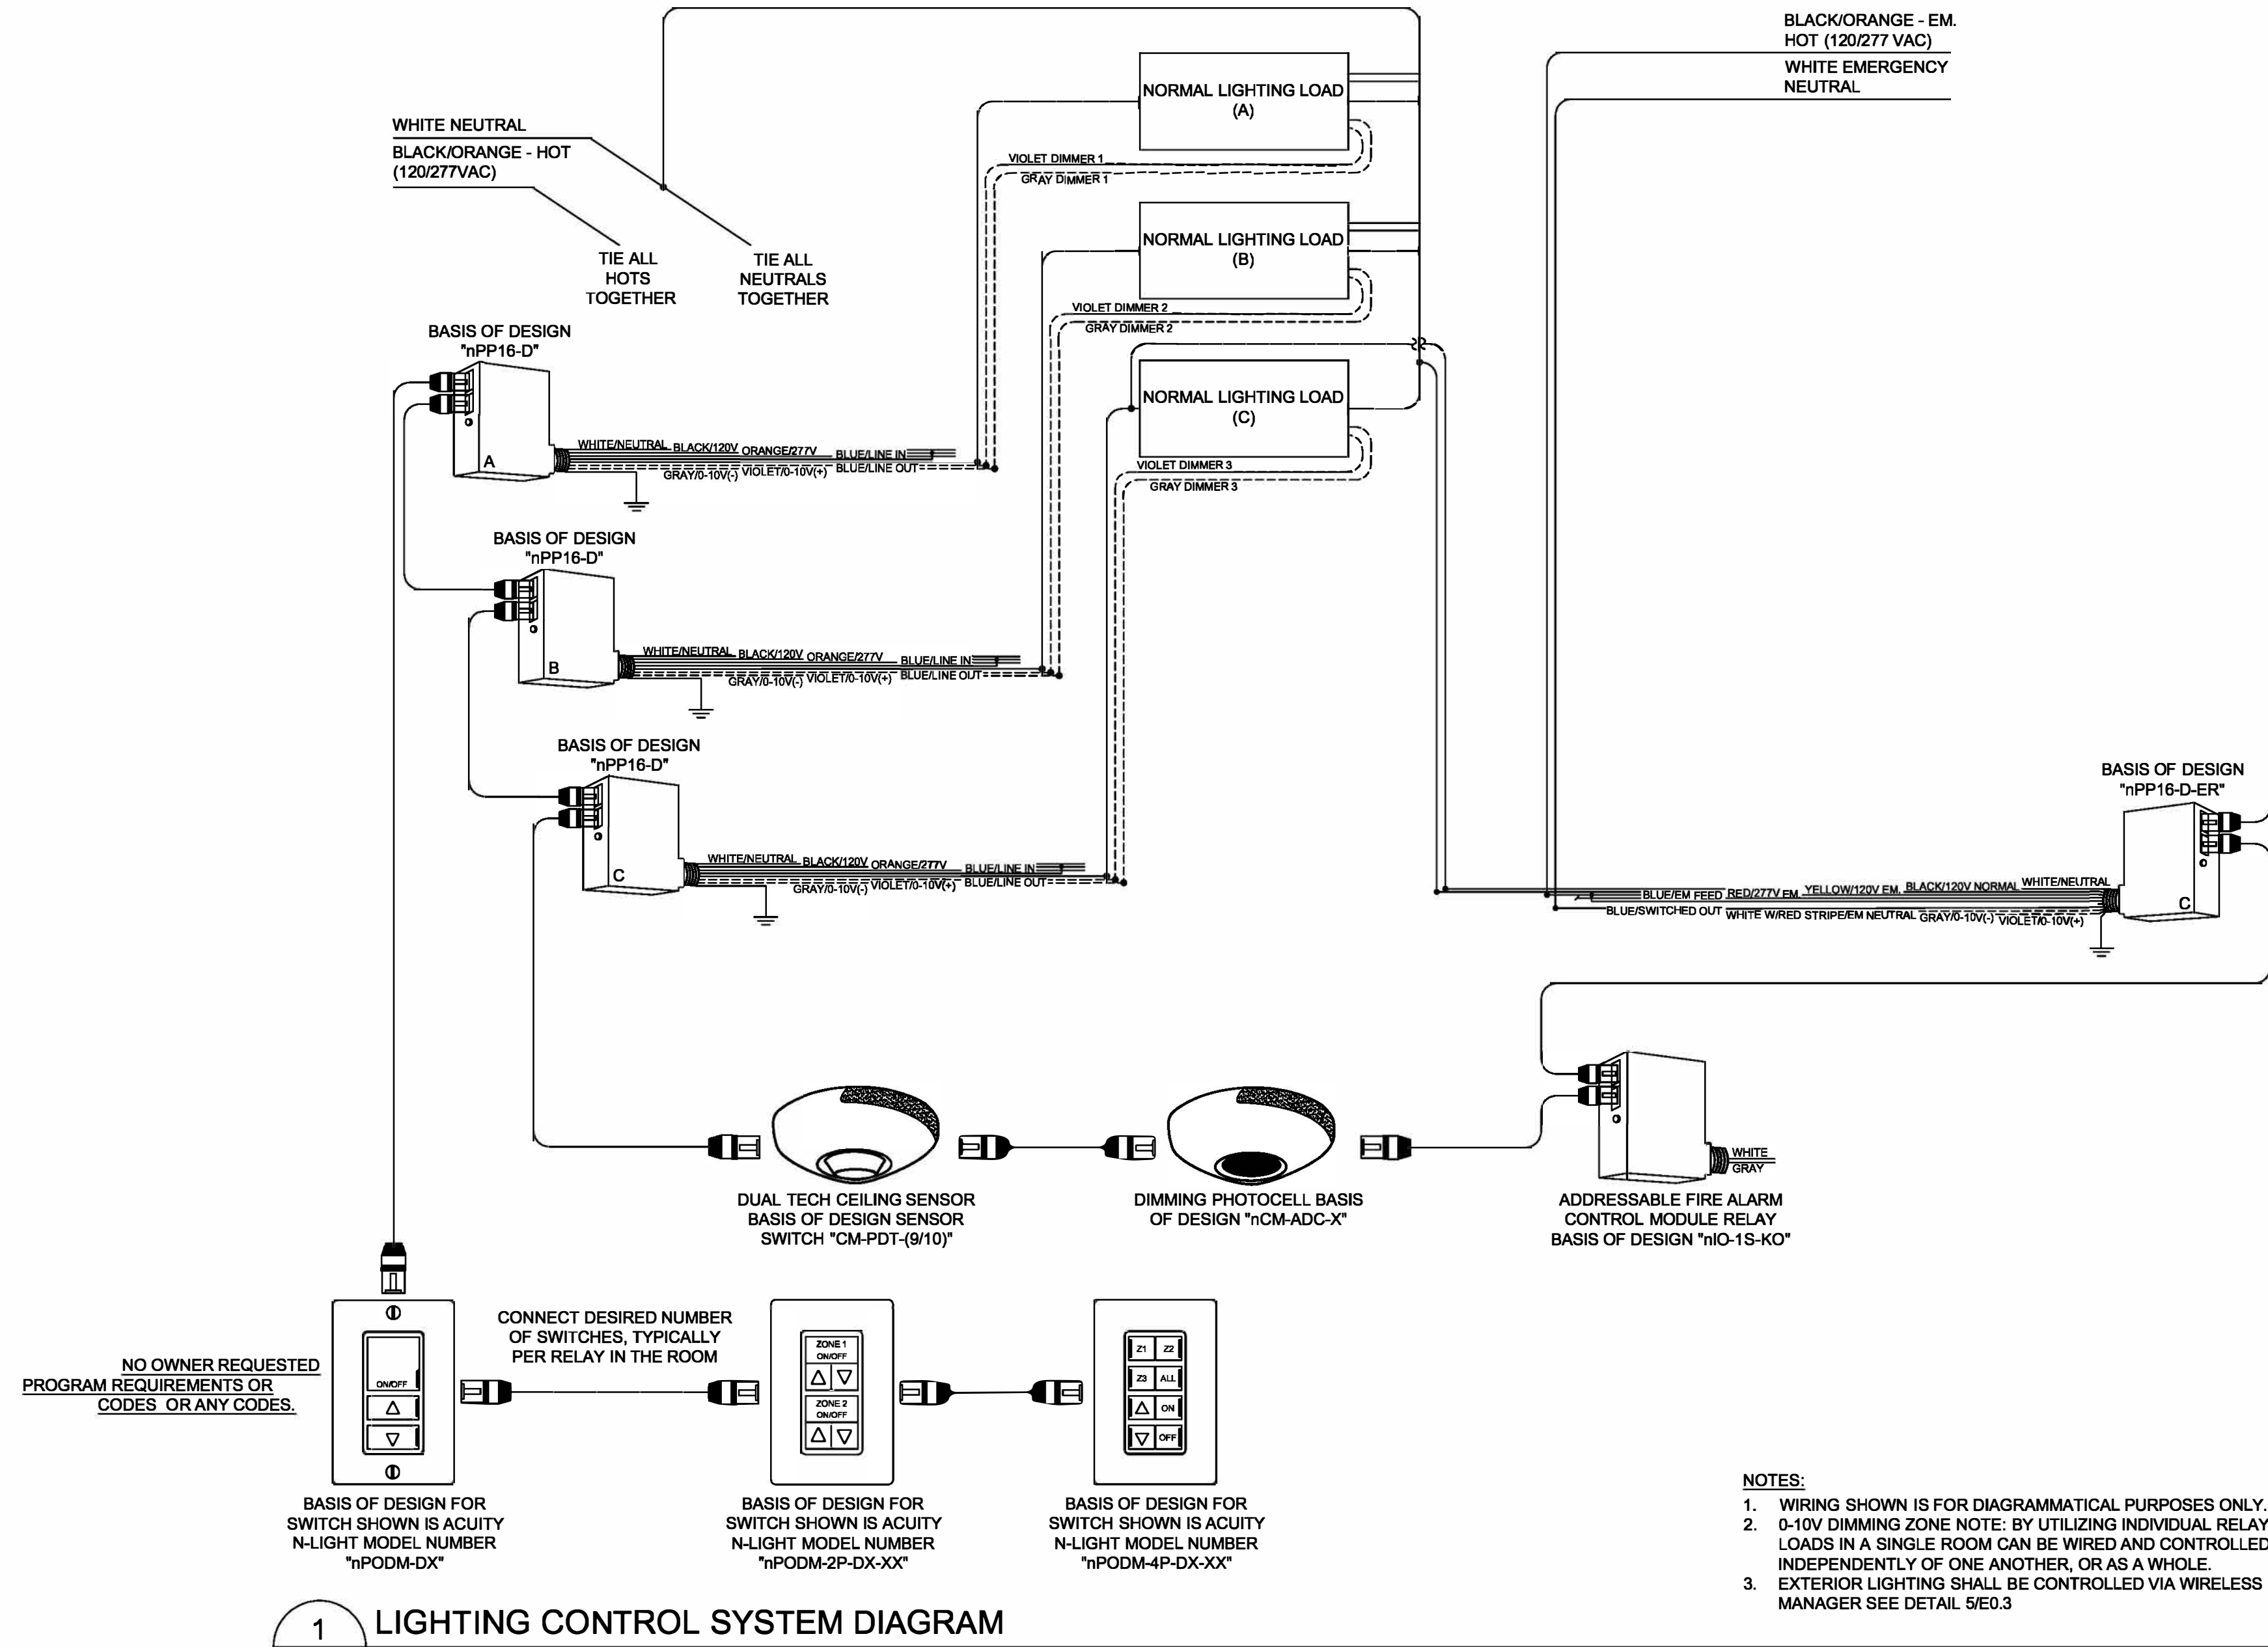 BLACK/ORANGE - EM.
HOT (120/277 VAC)
WHITE EMERGENCY
NEUTRAL
WHITE NEUTRAL
BLACK/ORANGE - HOT
(120/277VAC)
TIE ALL
HOTS
TOGETHER
TIE ALL
NEUTRALS
TOGETHER
NORMAL LIGHTING LOAD
(A)
VIOLET DIMMER 1
GRAY DIMMER 1
NORMAL LIGHTING LOAD
(B)
VIOLET DIMMER 2
GRAY DIMMER 2
NORMAL LIGHTING LOAD
(C)
VIOLET DIMMER 3
GRAY DIMMER 3
BASIS OF DESIGN
"nPP16-D"
A
WHITE/NEUTRAL BLACK/120V ORANGE/277V BLUE/LINE IN
GRAY/0-10V(-) VIOLET/0-10V(+) BLUE/LINE OUT
BASIS OF DESIGN
"nPP16-D"
B
WHITE/NEUTRAL BLACK/120V ORANGE/277V BLUE/LINE IN
GRAY/0-10V(-) VIOLET/0-10V(+) BLUE/LINE OUT
BASIS OF DESIGN
"nPP16-D"
C
WHITE/NEUTRAL BLACK/120V ORANGE/277V BLUE/LINE IN
GRAY/0-10V(-) VIOLET/0-10V(+) BLUE/LINE OUT
BASIS OF DESIGN
"nPP16-D-ER"
C
BLUE/EM FEED RED/277V EM. YELLOW/120V EM. BLACK/120V NORMAL WHITE/NEUTRAL
BLUE/SWITCHED OUT WHITE W/RED STRIPE/EM NEUTRAL GRAY/0-10V(-) VIOLET/0-10V(+)
DUAL TECH CEILING SENSOR
BASIS OF DESIGN SENSOR
SWITCH "CM-PDT-(9/10)"
DIMMING PHOTOCELL BASIS
OF DESIGN "nCM-ADC-X"
WHITE
GRAY
ADDRESSABLE FIRE ALARM
CONTROL MODULE RELAY
BASIS OF DESIGN "nIO-1S-KO"
NO OWNER REQUESTED
PROGRAM REQUIREMENTS OR
CODES OR ANY CODES.
ON/OFF
CONNECT DESIRED NUMBER
OF SWITCHES, TYPICALLY
PER RELAY IN THE ROOM
ZONE 1
ON/OFF
ZONE 2
ON/OFF
Z1 Z2
Z3 ALL
ON
OFF
BASIS OF DESIGN FOR
SWITCH SHOWN IS ACUITY
N-LIGHT MODEL NUMBER
"nPODM-DX"
BASIS OF DESIGN FOR
SWITCH SHOWN IS ACUITY
N-LIGHT MODEL NUMBER
"nPODM-2P-DX-XX"
BASIS OF DESIGN FOR
SWITCH SHOWN IS ACUITY
N-LIGHT MODEL NUMBER
"nPODM-4P-DX-XX"
NOTES:
1. WIRING SHOWN IS FOR DIAGRAMMATICAL PURPOSES ONLY.
2. 0-10V DIMMING ZONE NOTE: BY UTILIZING INDIVIDUAL RELAY
LOADS IN A SINGLE ROOM CAN BE WIRED AND CONTROLLED
INDEPENDENTLY OF ONE ANOTHER, OR AS A WHOLE.
3. EXTERIOR LIGHTING SHALL BE CONTROLLED VIA WIRELESS
MANAGER SEE DETAIL 5/E0.3
1 LIGHTING CONTROL SYSTEM DIAGRAM